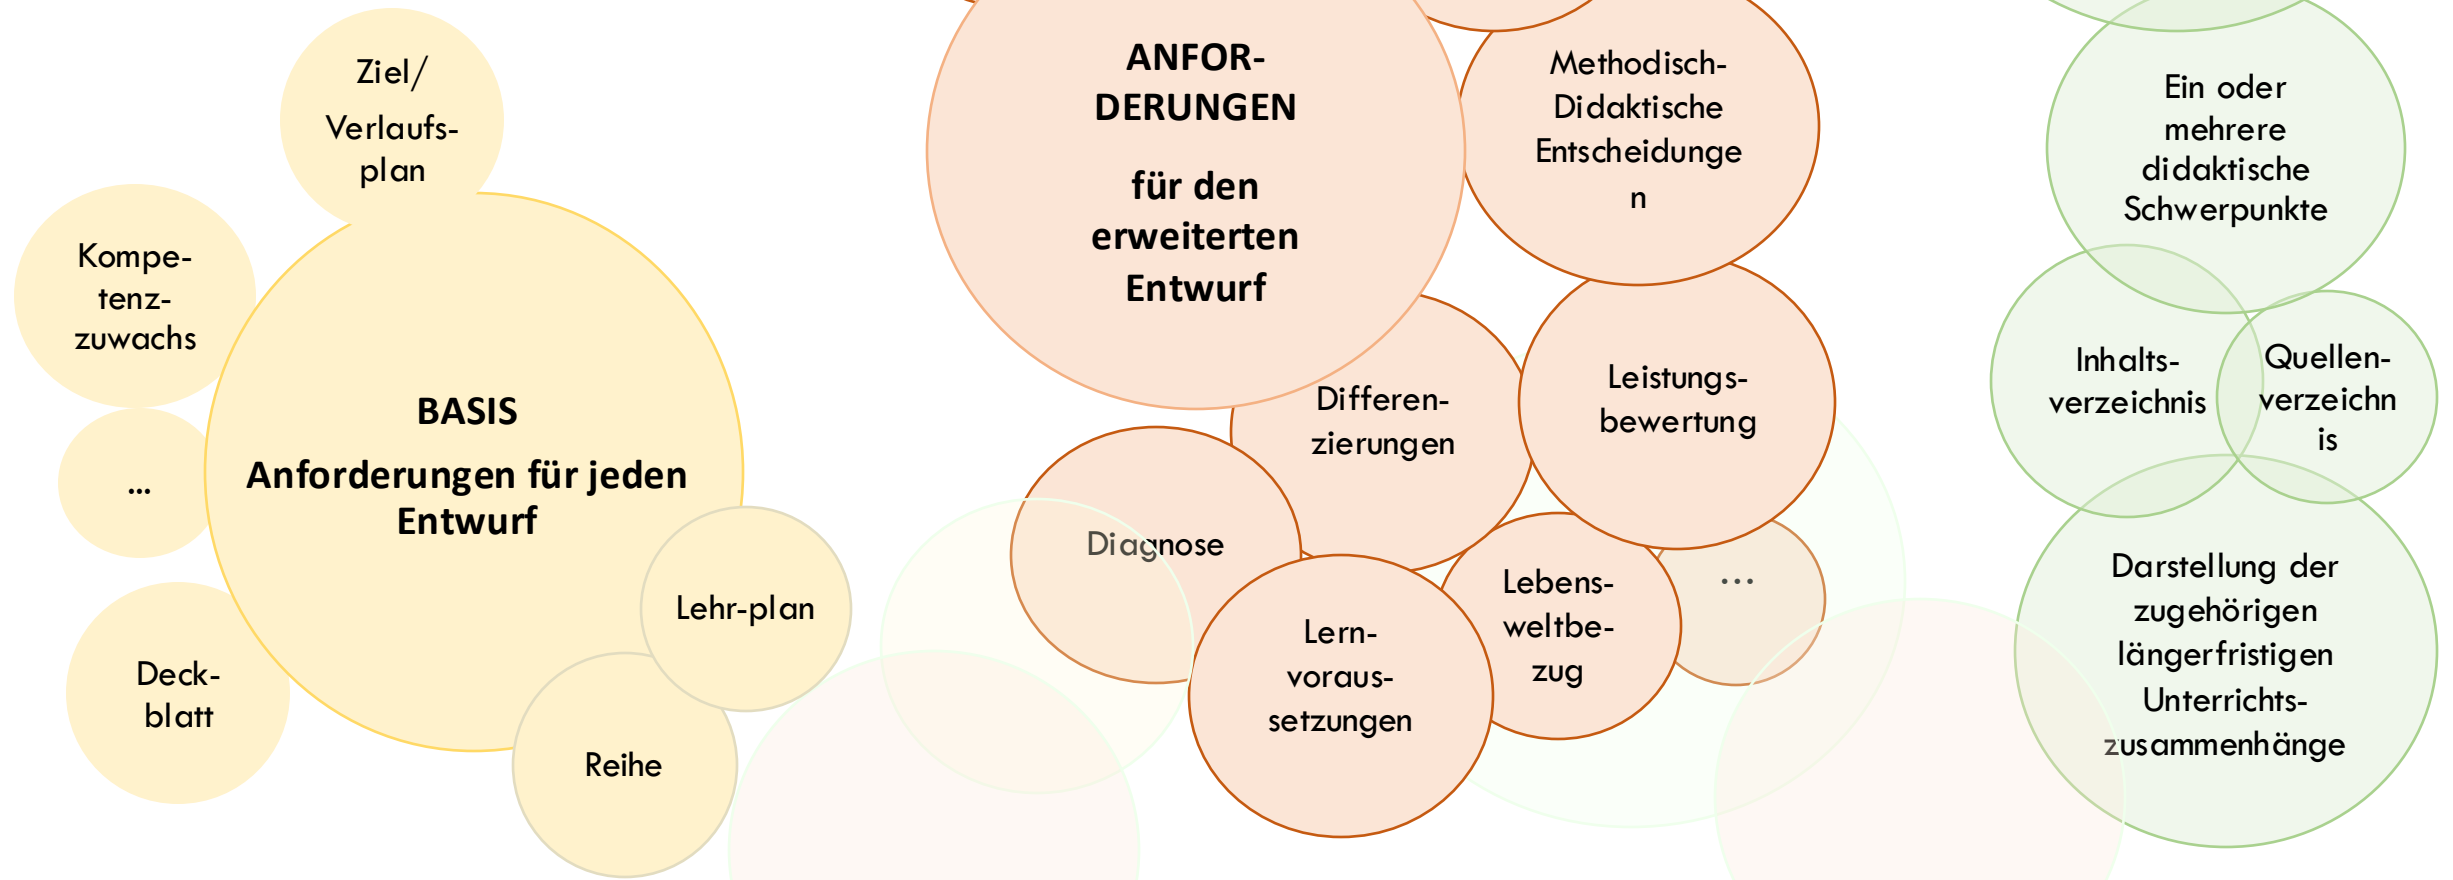 Ziel/
Verlaufs-
plan
Kompe-
tenz-
zuwachs
...
Deck-
blatt
BASIS
Anforderungen für jeden
Entwurf
Lehr-plan
Reihe
ANFOR-
DERUNGEN
für den
erweiterten
Entwurf
Methodisch-
Didaktische
Entscheidunge
n
Differen-
zierungen
Leistungs-
bewertung
Diagnose
Lern-
voraus-
setzungen
Lebens-
weltbe-
zug
...
Ein oder
mehrere
didaktische
Schwerpunkte
Inhalts-
verzeichnis
Quellen-
verzeichn
is
Darstellung der
zugehörigen
längerfristigen
Unterrichts-
zusammenhänge